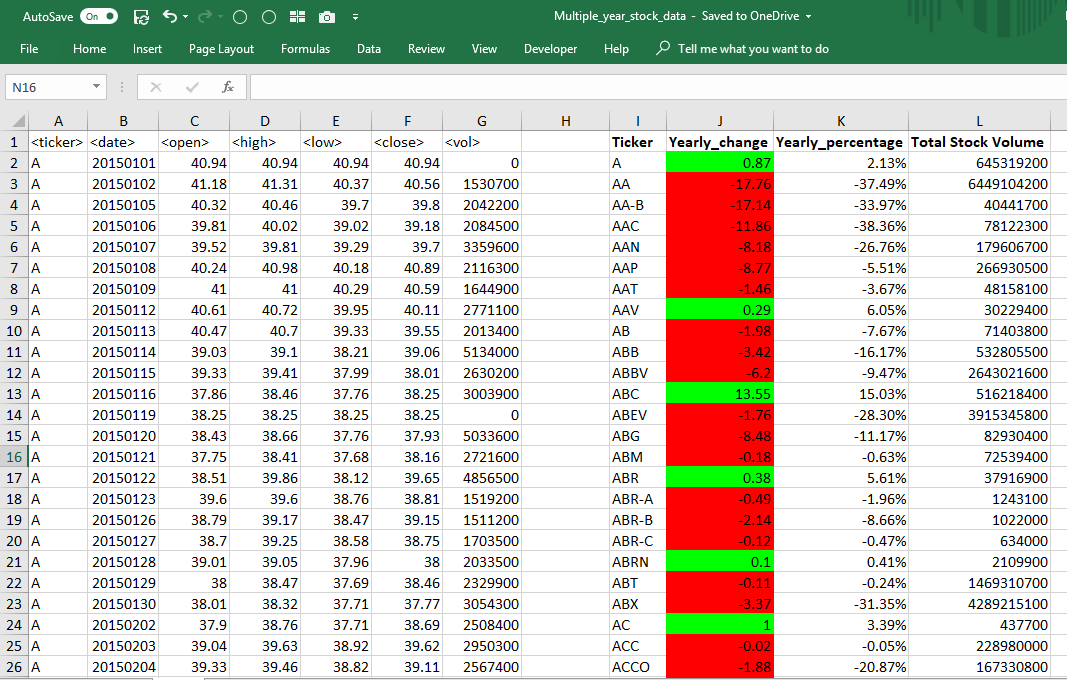 AutoSave On Multiple_year_stock_data - Saved to OneDrive
File Home Insert Page Layout Formulas Data Review View Developer Help Tell me what you want to do
N16 fx
A B C D E F G H I J K L
1 <ticker> <date> <open> <high> <low> <close> <vol> Ticker Yearly_change Yearly_percentage Total Stock Volume
2 A 20150101 40.94 40.94 40.94 40.94 0 A 0.87 2.13% 645319200
3 A 20150102 41.18 41.31 40.37 40.56 1530700 AA -17.76 -37.49% 6449104200
4 A 20150105 40.32 40.46 39.7 39.8 2042200 AA-B -17.14 -33.97% 40441700
5 A 20150106 39.81 40.02 39.02 39.18 2084500 AAC -11.86 -38.36% 78122300
6 A 20150107 39.52 39.81 39.29 39.7 3359600 AAN -8.18 -26.76% 179606700
7 A 20150108 40.24 40.98 40.18 40.89 2116300 AAP -8.77 -5.51% 266930500
8 A 20150109 41 41 40.29 40.59 1644900 AAT -1.46 -3.67% 48158100
9 A 20150112 40.61 40.72 39.95 40.11 2771100 AAV 0.29 6.05% 30229400
10 A 20150113 40.47 40.7 39.33 39.55 2013400 AB -1.98 -7.67% 71403800
11 A 20150114 39.03 39.1 38.21 39.06 5134000 ABB -3.42 -16.17% 532805500
12 A 20150115 39.33 39.41 37.99 38.01 2630200 ABBV -6.2 -9.47% 2643021600
13 A 20150116 37.86 38.46 37.76 38.25 3003900 ABC 13.55 15.03% 516218400
14 A 20150119 38.25 38.25 38.25 38.25 0 ABEV -1.76 -28.30% 3915345800
15 A 20150120 38.43 38.66 37.76 37.93 5033600 ABG -8.48 -11.17% 82930400
16 A 20150121 37.75 38.41 37.68 38.16 2721600 ABM -0.18 -0.63% 72539400
17 A 20150122 38.51 39.86 38.12 39.65 4856500 ABR 0.38 5.61% 37916900
18 A 20150123 39.6 39.6 38.76 38.81 1519200 ABR-A -0.49 -1.96% 1243100
19 A 20150126 38.79 39.17 38.47 39.15 1511200 ABR-B -2.14 -8.66% 1022000
20 A 20150127 38.7 39.25 38.58 38.75 1703500 ABR-C -0.12 -0.47% 634000
21 A 20150128 39.01 39.05 37.96 38 2033500 ABRN 0.1 0.41% 2109900
22 A 20150129 38 38.47 37.69 38.46 2329900 ABT -0.11 -0.24% 1469310700
23 A 20150130 38.01 38.32 37.71 37.77 3054300 ABX -3.37 -31.35% 4289215100
24 A 20150202 37.9 38.76 37.71 38.69 2508400 AC 1 3.39% 437700
25 A 20150203 39.04 39.63 38.92 39.62 2950300 ACC -0.02 -0.05% 228980000
26 A 20150204 39.33 39.46 38.82 39.11 2567400 ACCO -1.88 -20.87% 167330800